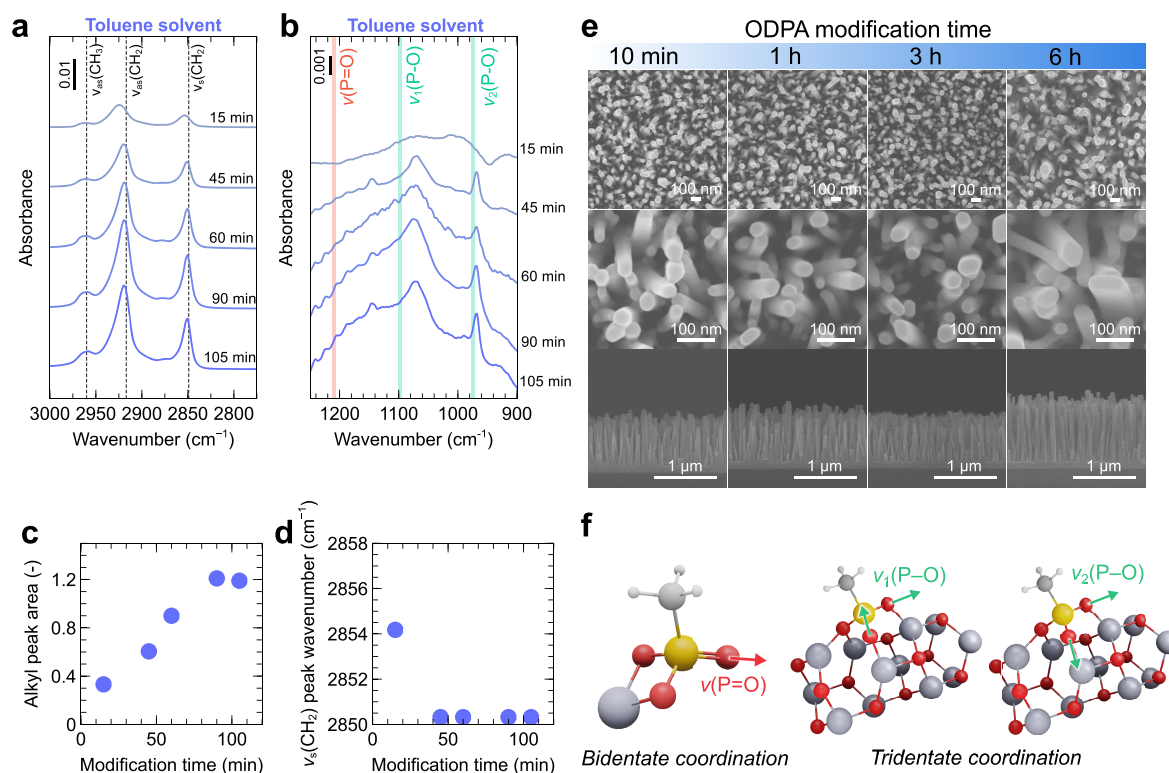 a
Toluene solvent
0.01
νas(CH3)
νas(CH2)
νs(CH2)
15 min
45 min
60 min
90 min
105 min
Absorbance
3000 2950 2900 2850 2800
Wavenumber (cm−1)
b
Toluene solvent
0.001
ν(P=O)
ν1(P-O)
ν2(P-O)
15 min
45 min
60 min
90 min
105 min
Absorbance
1200 1100 1000 900
Wavenumber (cm-1)
e
ODPA modification time
10 min 1 h 3 h 6 h
100 nm 100 nm 100 nm 100 nm
100 nm 100 nm 100 nm 100 nm
1 µm 1 µm 1 µm 1 µm
c
Alkyl peak area (-)
1.2
0.8
0.4
0
0 50 100
Modification time (min)
d
νs(CH2) peak wavenumber (cm−1)
2858
2856
2854
2852
2850
0 50 100
Modification time (min)
f
ν(P=O)
Bidentate coordination
ν1(P–O)
ν2(P–O)
Tridentate coordination